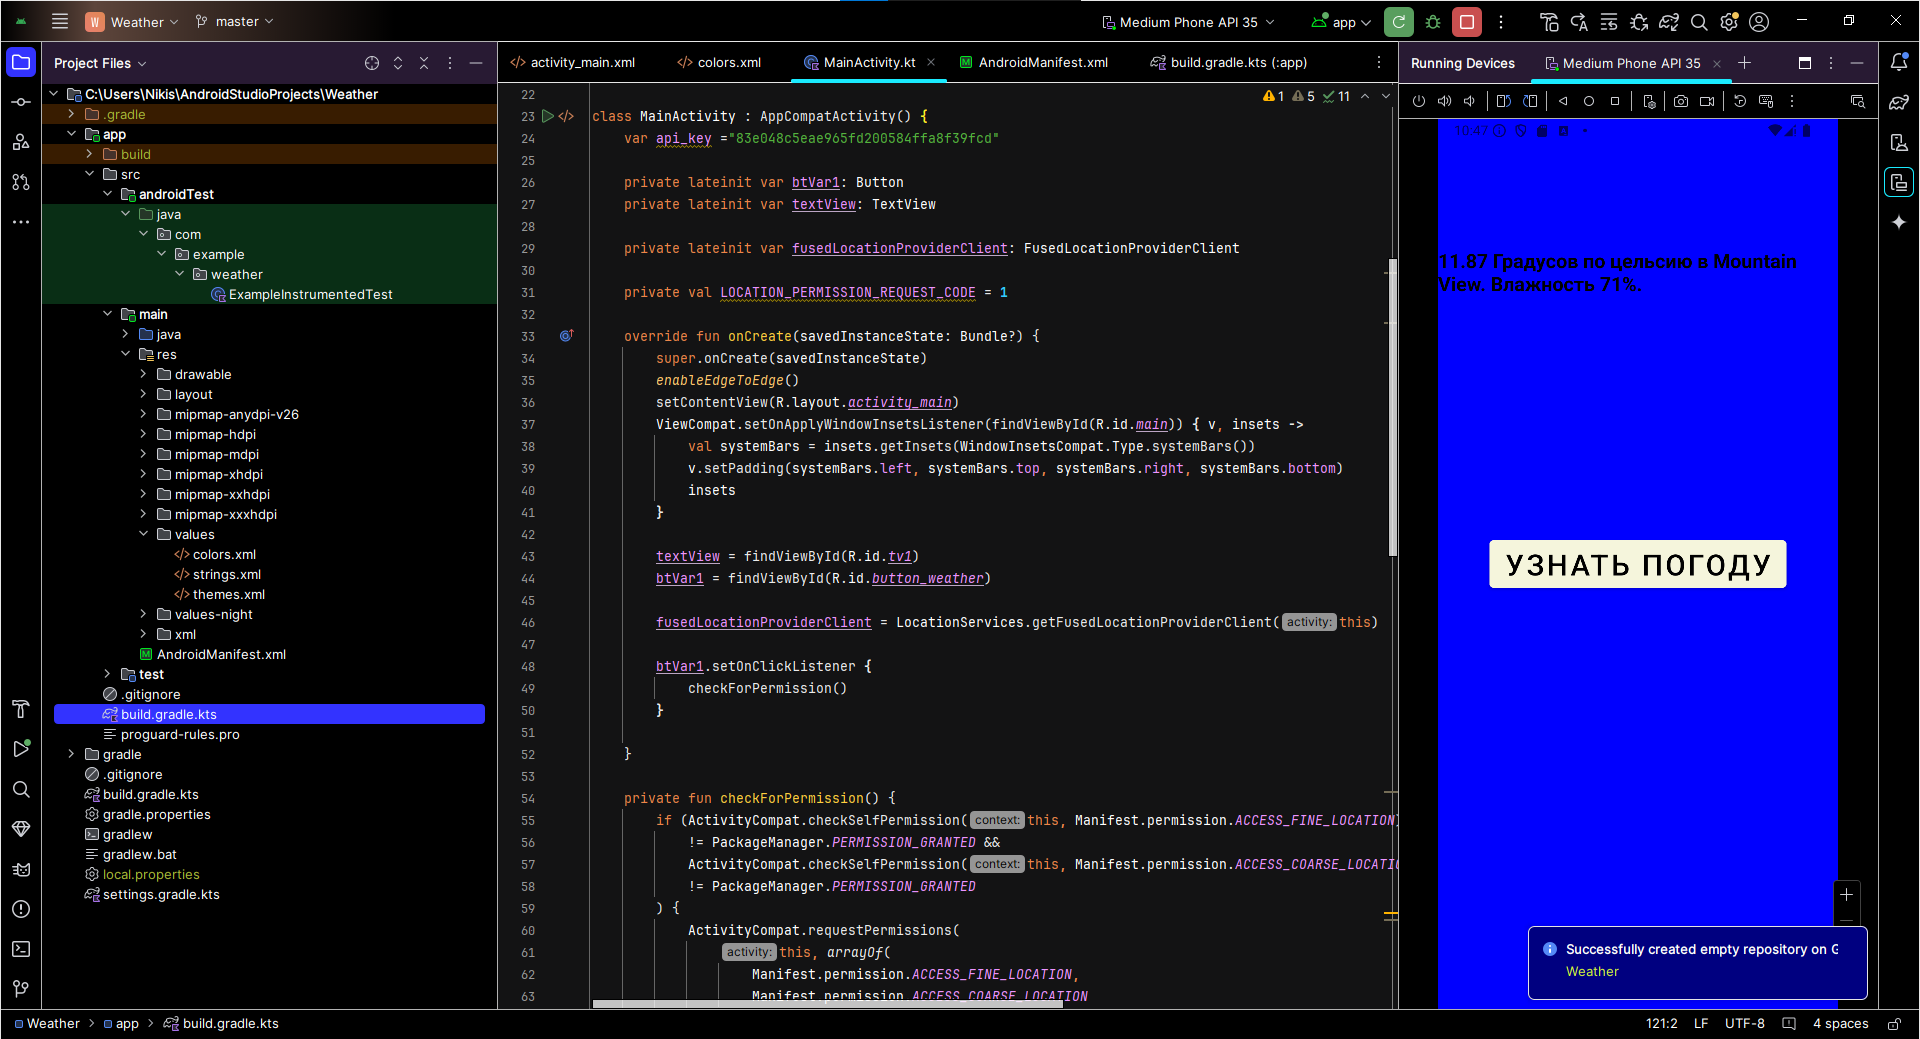 W Weather master Medium Phone API 35 app
Project Files
activity_main.xml colors.xml MainActivity.kt AndroidManifest.xml build.gradle.kts (:app)
Running Devices Medium Phone API 35
C:\Users\Nikis\AndroidStudioProjects\Weather
.gradle
app
build
src
androidTest
java
com
example
weather
ExampleInstrumentedTest
main
java
res
drawable
layout
mipmap-anydpi-v26
mipmap-hdpi
mipmap-mdpi
mipmap-xhdpi
mipmap-xxhdpi
mipmap-xxxhdpi
values
colors.xml
strings.xml
themes.xml
values-night
xml
M AndroidManifest.xml
test
.gitignore
build.gradle.kts
proguard-rules.pro
gradle
.gitignore
build.gradle.kts
gradle.properties
gradlew
gradlew.bat
local.properties
settings.gradle.kts
1 5 11
22
23 class MainActivity : AppCompatActivity() {
24 var api_key ="83e048c5eae965fd200584ffa8f39fcd"
25
26 private lateinit var btVar1: Button
27 private lateinit var textView: TextView
28
29 private lateinit var fusedLocationProviderClient: FusedLocationProviderClient
30
31 private val LOCATION_PERMISSION_REQUEST_CODE = 1
32
33 override fun onCreate(savedInstanceState: Bundle?) {
34 super.onCreate(savedInstanceState)
35 enableEdgeToEdge()
36 setContentView(R.layout.activity_main)
37 ViewCompat.setOnApplyWindowInsetsListener(findViewById(R.id.main)) { v, insets ->
38 val systemBars = insets.getInsets(WindowInsetsCompat.Type.systemBars())
39 v.setPadding(systemBars.left, systemBars.top, systemBars.right, systemBars.bottom)
40 insets
41 }
42
43 textView = findViewById(R.id.tv1)
44 btVar1 = findViewById(R.id.button_weather)
45
46 fusedLocationProviderClient = LocationServices.getFusedLocationProviderClient( activity: this)
47
48 btVar1.setOnClickListener {
49 checkForPermission()
50 }
51
52 }
53
54 private fun checkForPermission() {
55 if (ActivityCompat.checkSelfPermission( context: this, Manifest.permission.ACCESS_FINE_LOCATION)
56 != PackageManager.PERMISSION_GRANTED &&
57 ActivityCompat.checkSelfPermission( context: this, Manifest.permission.ACCESS_COARSE_LOCATI
58 != PackageManager.PERMISSION_GRANTED
59 ) {
60 ActivityCompat.requestPermissions(
61 activity: this, arrayOf(
62 Manifest.permission.ACCESS_FINE_LOCATION,
63 Manifest.permission.ACCESS_COARSE_LOCATION
10:47
11.87 Градусов по цельсию в Mountain
View. Влажность 71%.
УЗНАТЬ ПОГОДУ
Successfully created empty repository on G
Weather
Weather > app > build.gradle.kts
121:2 LF UTF-8 4 spaces